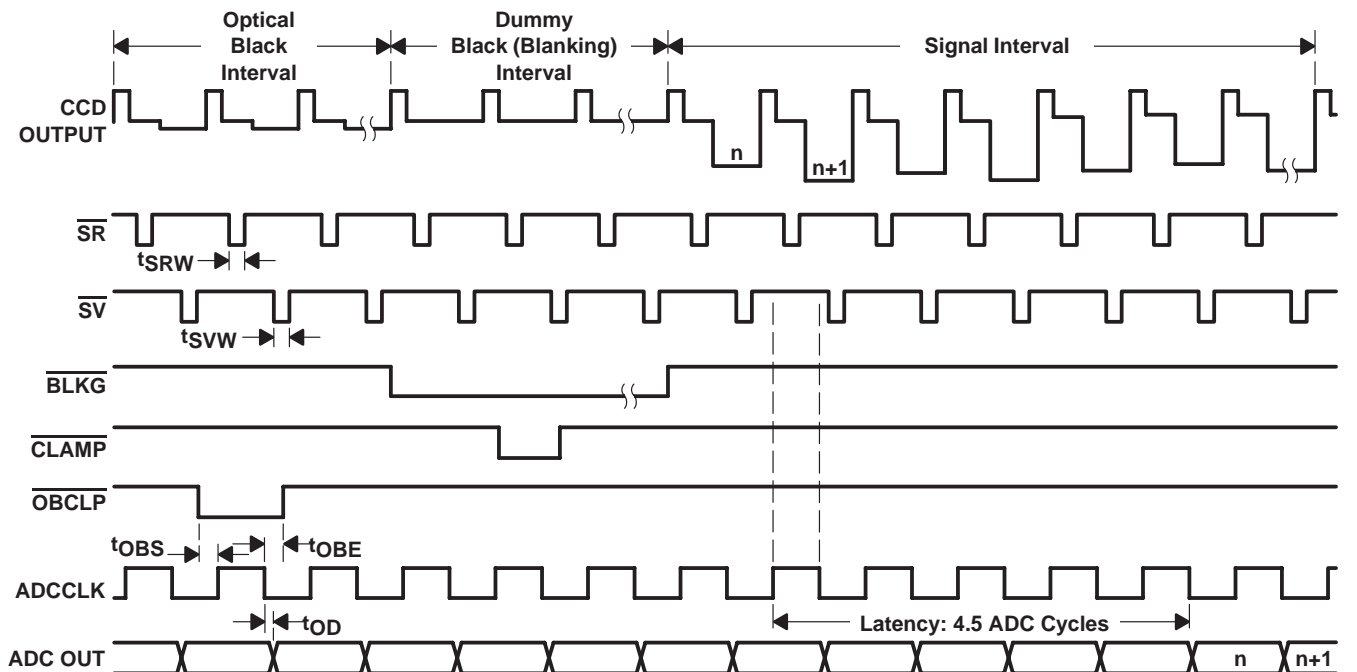 Optical
Black
Interval
Dummy
Black (Blanking)
Interval
Signal Interval
CCD
OUTPUT
n
n+1
SR
tSRW
SV
tSVW
BLKG
CLAMP
OBCLP
tOBS
tOBE
ADCCLK
tOD
Latency: 4.5 ADC Cycles
ADC OUT
n
n+1